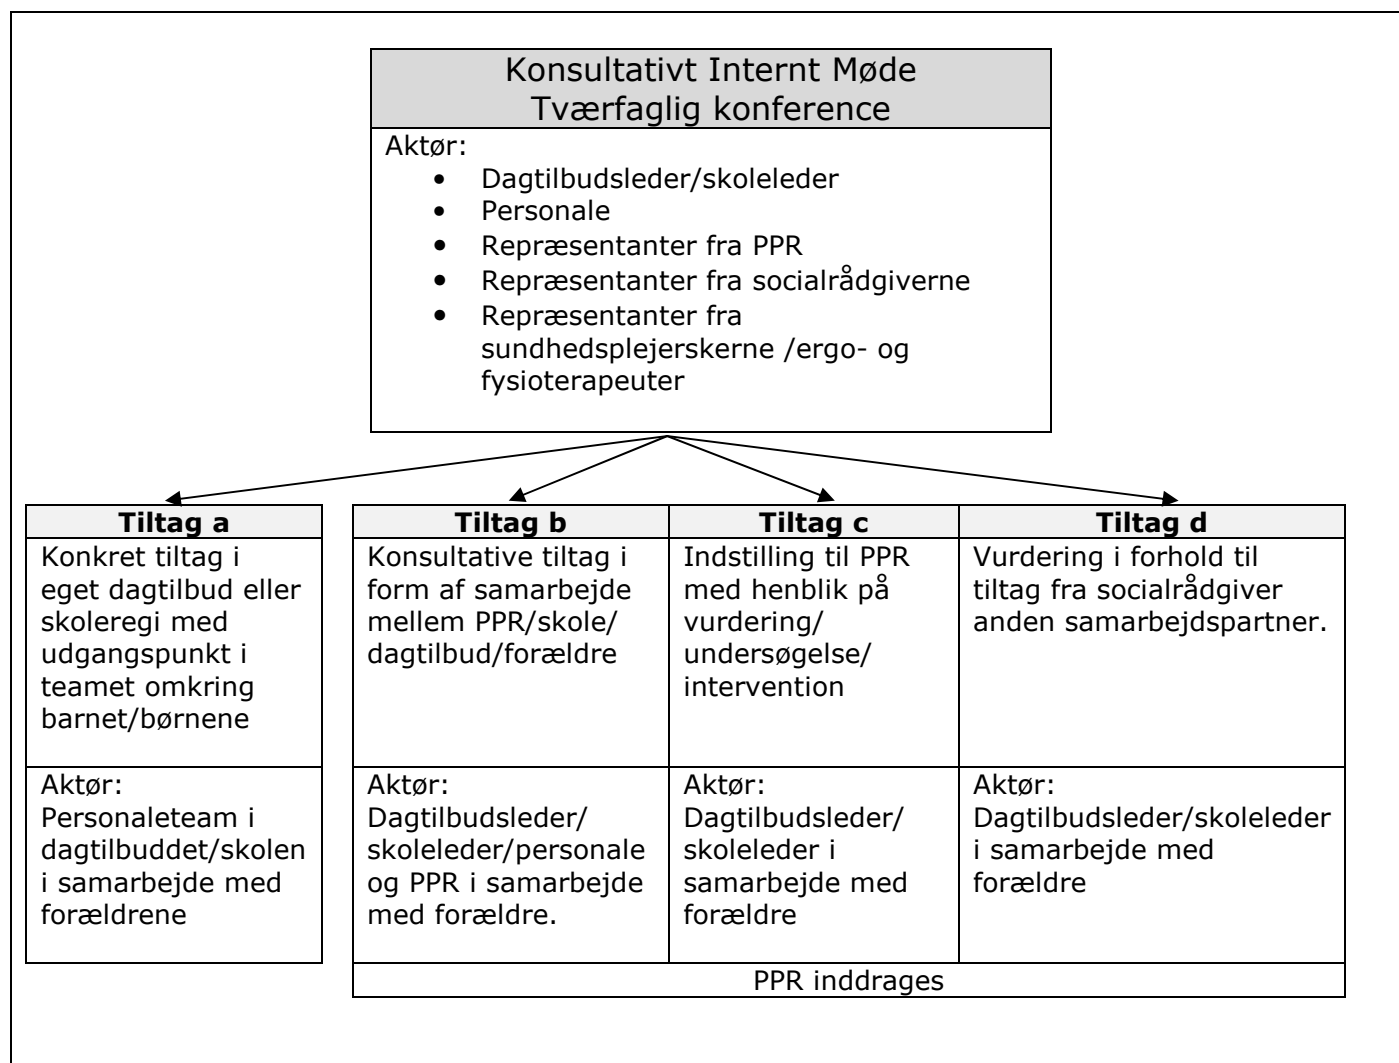 Konsultativt Internt Møde
Tværfaglig konference
Aktør:
• Dagtilbudsleder/skoleleder
• Personale
• Repræsentanter fra PPR
• Repræsentanter fra socialrådgiverne
• Repræsentanter fra
sundhedsplejerskerne /ergo- og
fysioterapeuter
Tiltag a
Konkret tiltag i
eget dagtilbud eller
skoleregi med
udgangspunkt i
teamet omkring
barnet/børnene
Aktør:
Personaleteam i
dagtilbuddet/skolen
i samarbejde med
forældrene
Tiltag b
Konsultative tiltag i
form af samarbejde
mellem PPR/skole/
dagtilbud/forældre
Aktør:
Dagtilbudsleder/
skoleleder/personale
og PPR i samarbejde
med forældre.
Tiltag c
Indstilling til PPR
med henblik på
vurdering/
undersøgelse/
intervention
Aktør:
Dagtilbudsleder/
skoleleder i
samarbejde med
forældre
Tiltag d
Vurdering i forhold til
tiltag fra socialrådgiver
anden samarbejdspartner.
Aktør:
Dagtilbudsleder/skoleleder
i samarbejde med
forældre
PPR inddrages